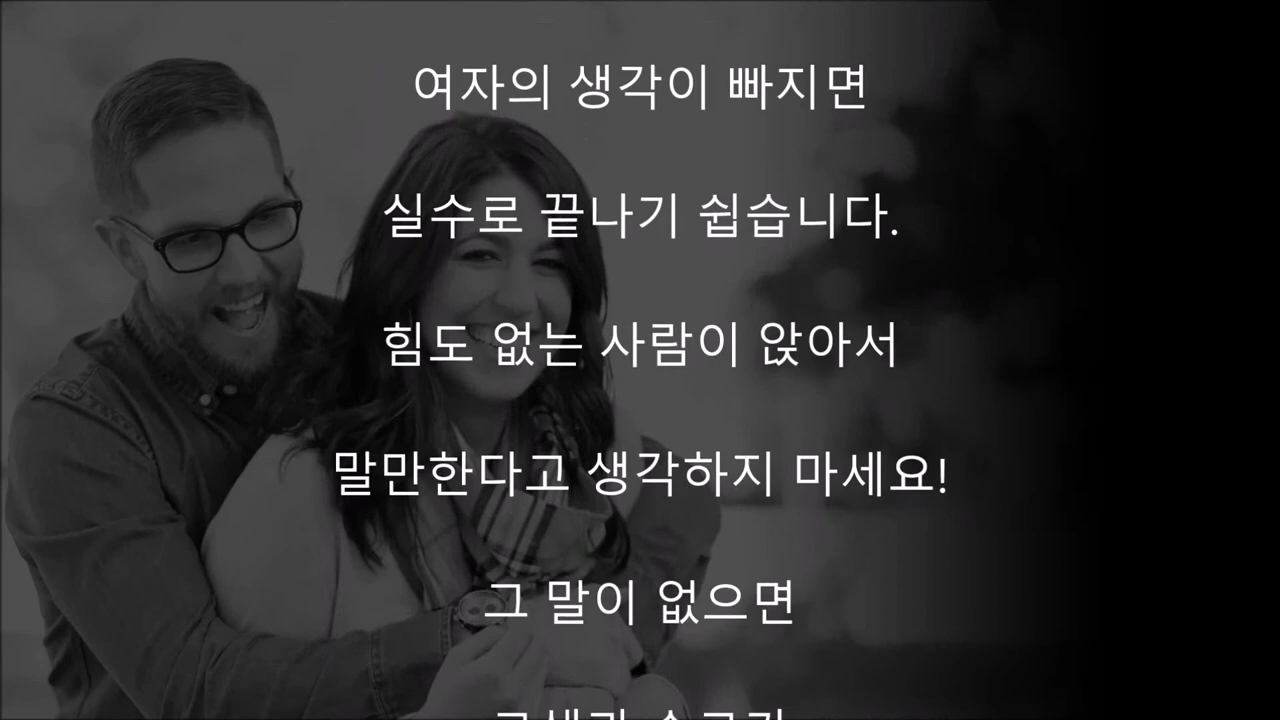 여자의 생각이 빠지면
실수로 끝나기 쉽습니다.
힘도 없는 사람이 앉아서
말만한다고 생각하지 마세요!
그 말이 없으면